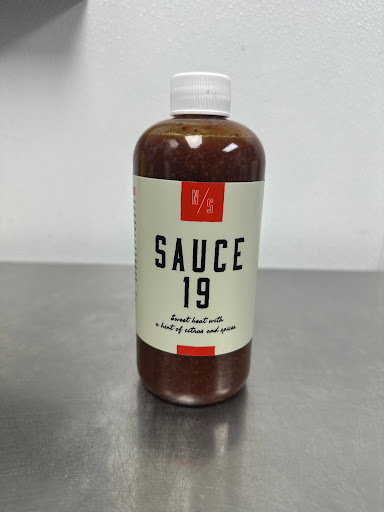 N/S
SAUCE
19
Sweet heat with
a hint of citrus and spices